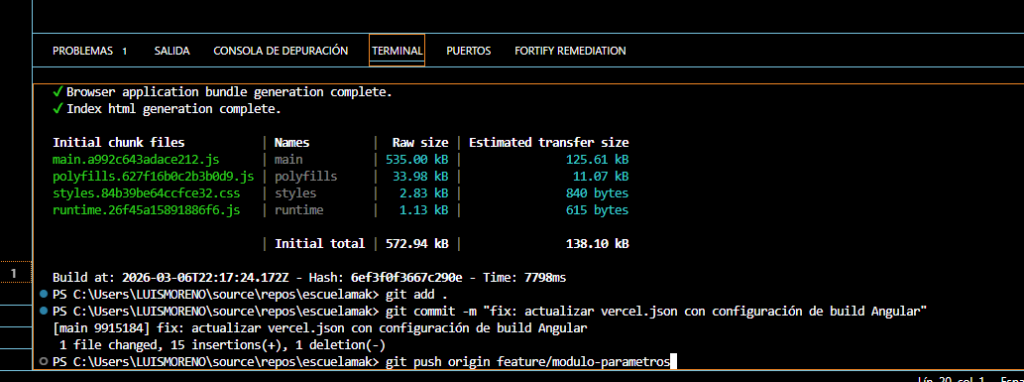 PROBLEMAS 1 SALIDA CONSOLA DE DEPURACIÓN TERMINAL PUERTOS FORTIFY REMEDIATION
✓ Browser application bundle generation complete.
✓ Index html generation complete.
Initial chunk files | Names | Raw size | Estimated transfer size
main.a992c643adace212.js | main | 535.00 kB | 125.61 kB
polyfills.627f16b0c2b3b0d9.js | polyfills | 33.98 kB | 11.07 kB
styles.84b39be64ccfce32.css | styles | 2.83 kB | 840 bytes
runtime.26f45a15891886f6.js | runtime | 1.13 kB | 615 bytes
| Initial total | 572.94 kB | 138.10 kB
1
Build at: 2026-03-06T22:17:24.172Z - Hash: 6ef3f0f3667c290e - Time: 7798ms
PS C:\Users\LUISMORENO\source\repos\escuelamak> git add .
PS C:\Users\LUISMORENO\source\repos\escuelamak> git commit -m "fix: actualizar vercel.json con configuración de build Angular"
[main 9915184] fix: actualizar vercel.json con configuración de build Angular
1 file changed, 15 insertions(+), 1 deletion(-)
PS C:\Users\LUISMORENO\source\repos\escuelamak> git push origin feature/modulo-parametros